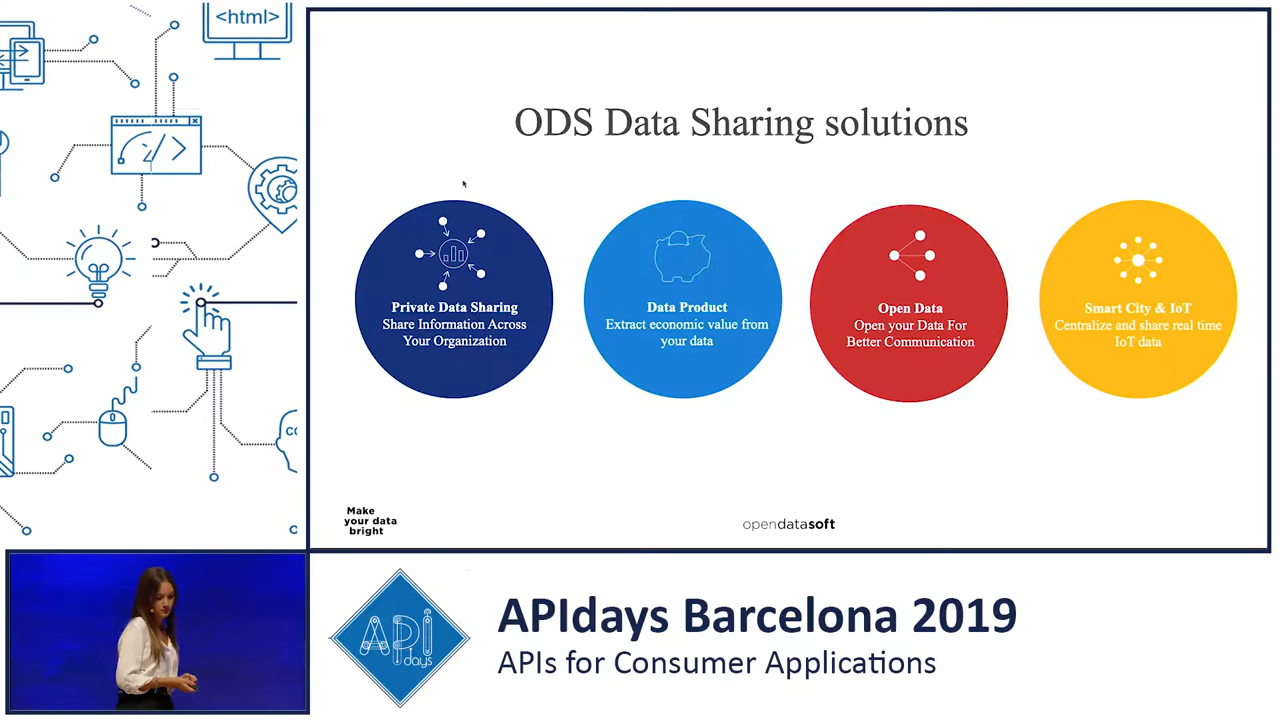 <html>
ODS Data Sharing solutions
Private Data Sharing
Share Information Across
Your Organization
Data Product
Extract economic value from
your data
Open Data
Open your Data For
Better Communication
Smart City & IoT
Centralize and share real time
IoT data
Make
your data
bright
opendatasoft
API
days
APIdays Barcelona 2019
APIs for Consumer Applications